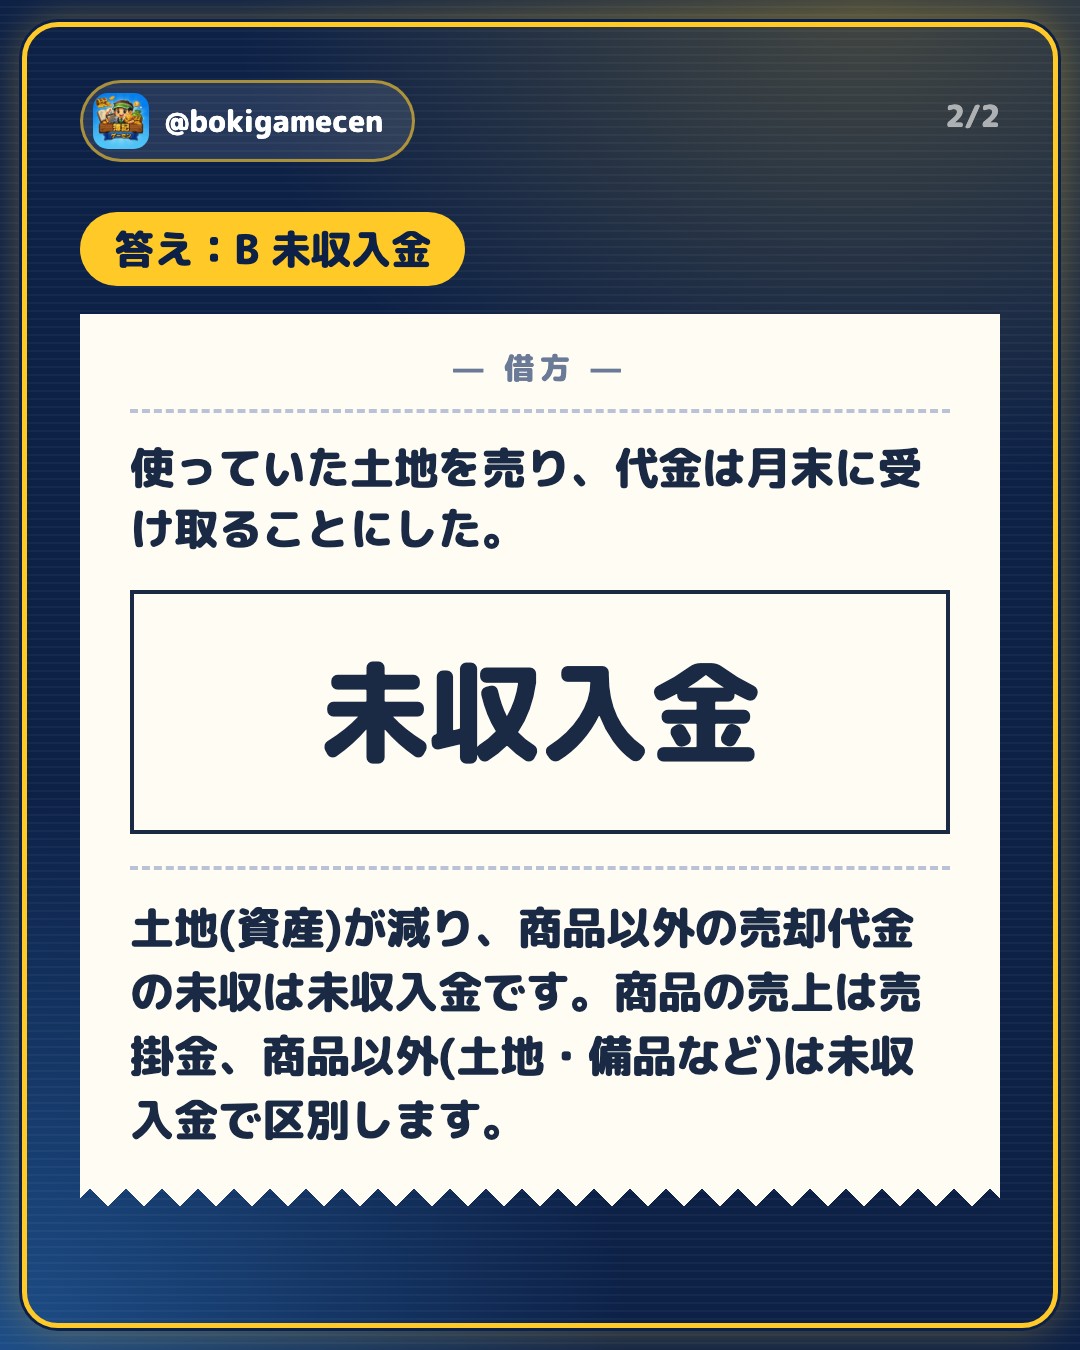 @bokigamecen
2/2
答え：B 未収入金
— 借方 —
使っていた土地を売り、代金は月末に受
け取ることにした。
未収入金
土地(資産)が減り、商品以外の売却代金
の未収は未収入金です。商品の売上は売
掛金、商品以外(土地・備品など)は未収
入金で区別します。